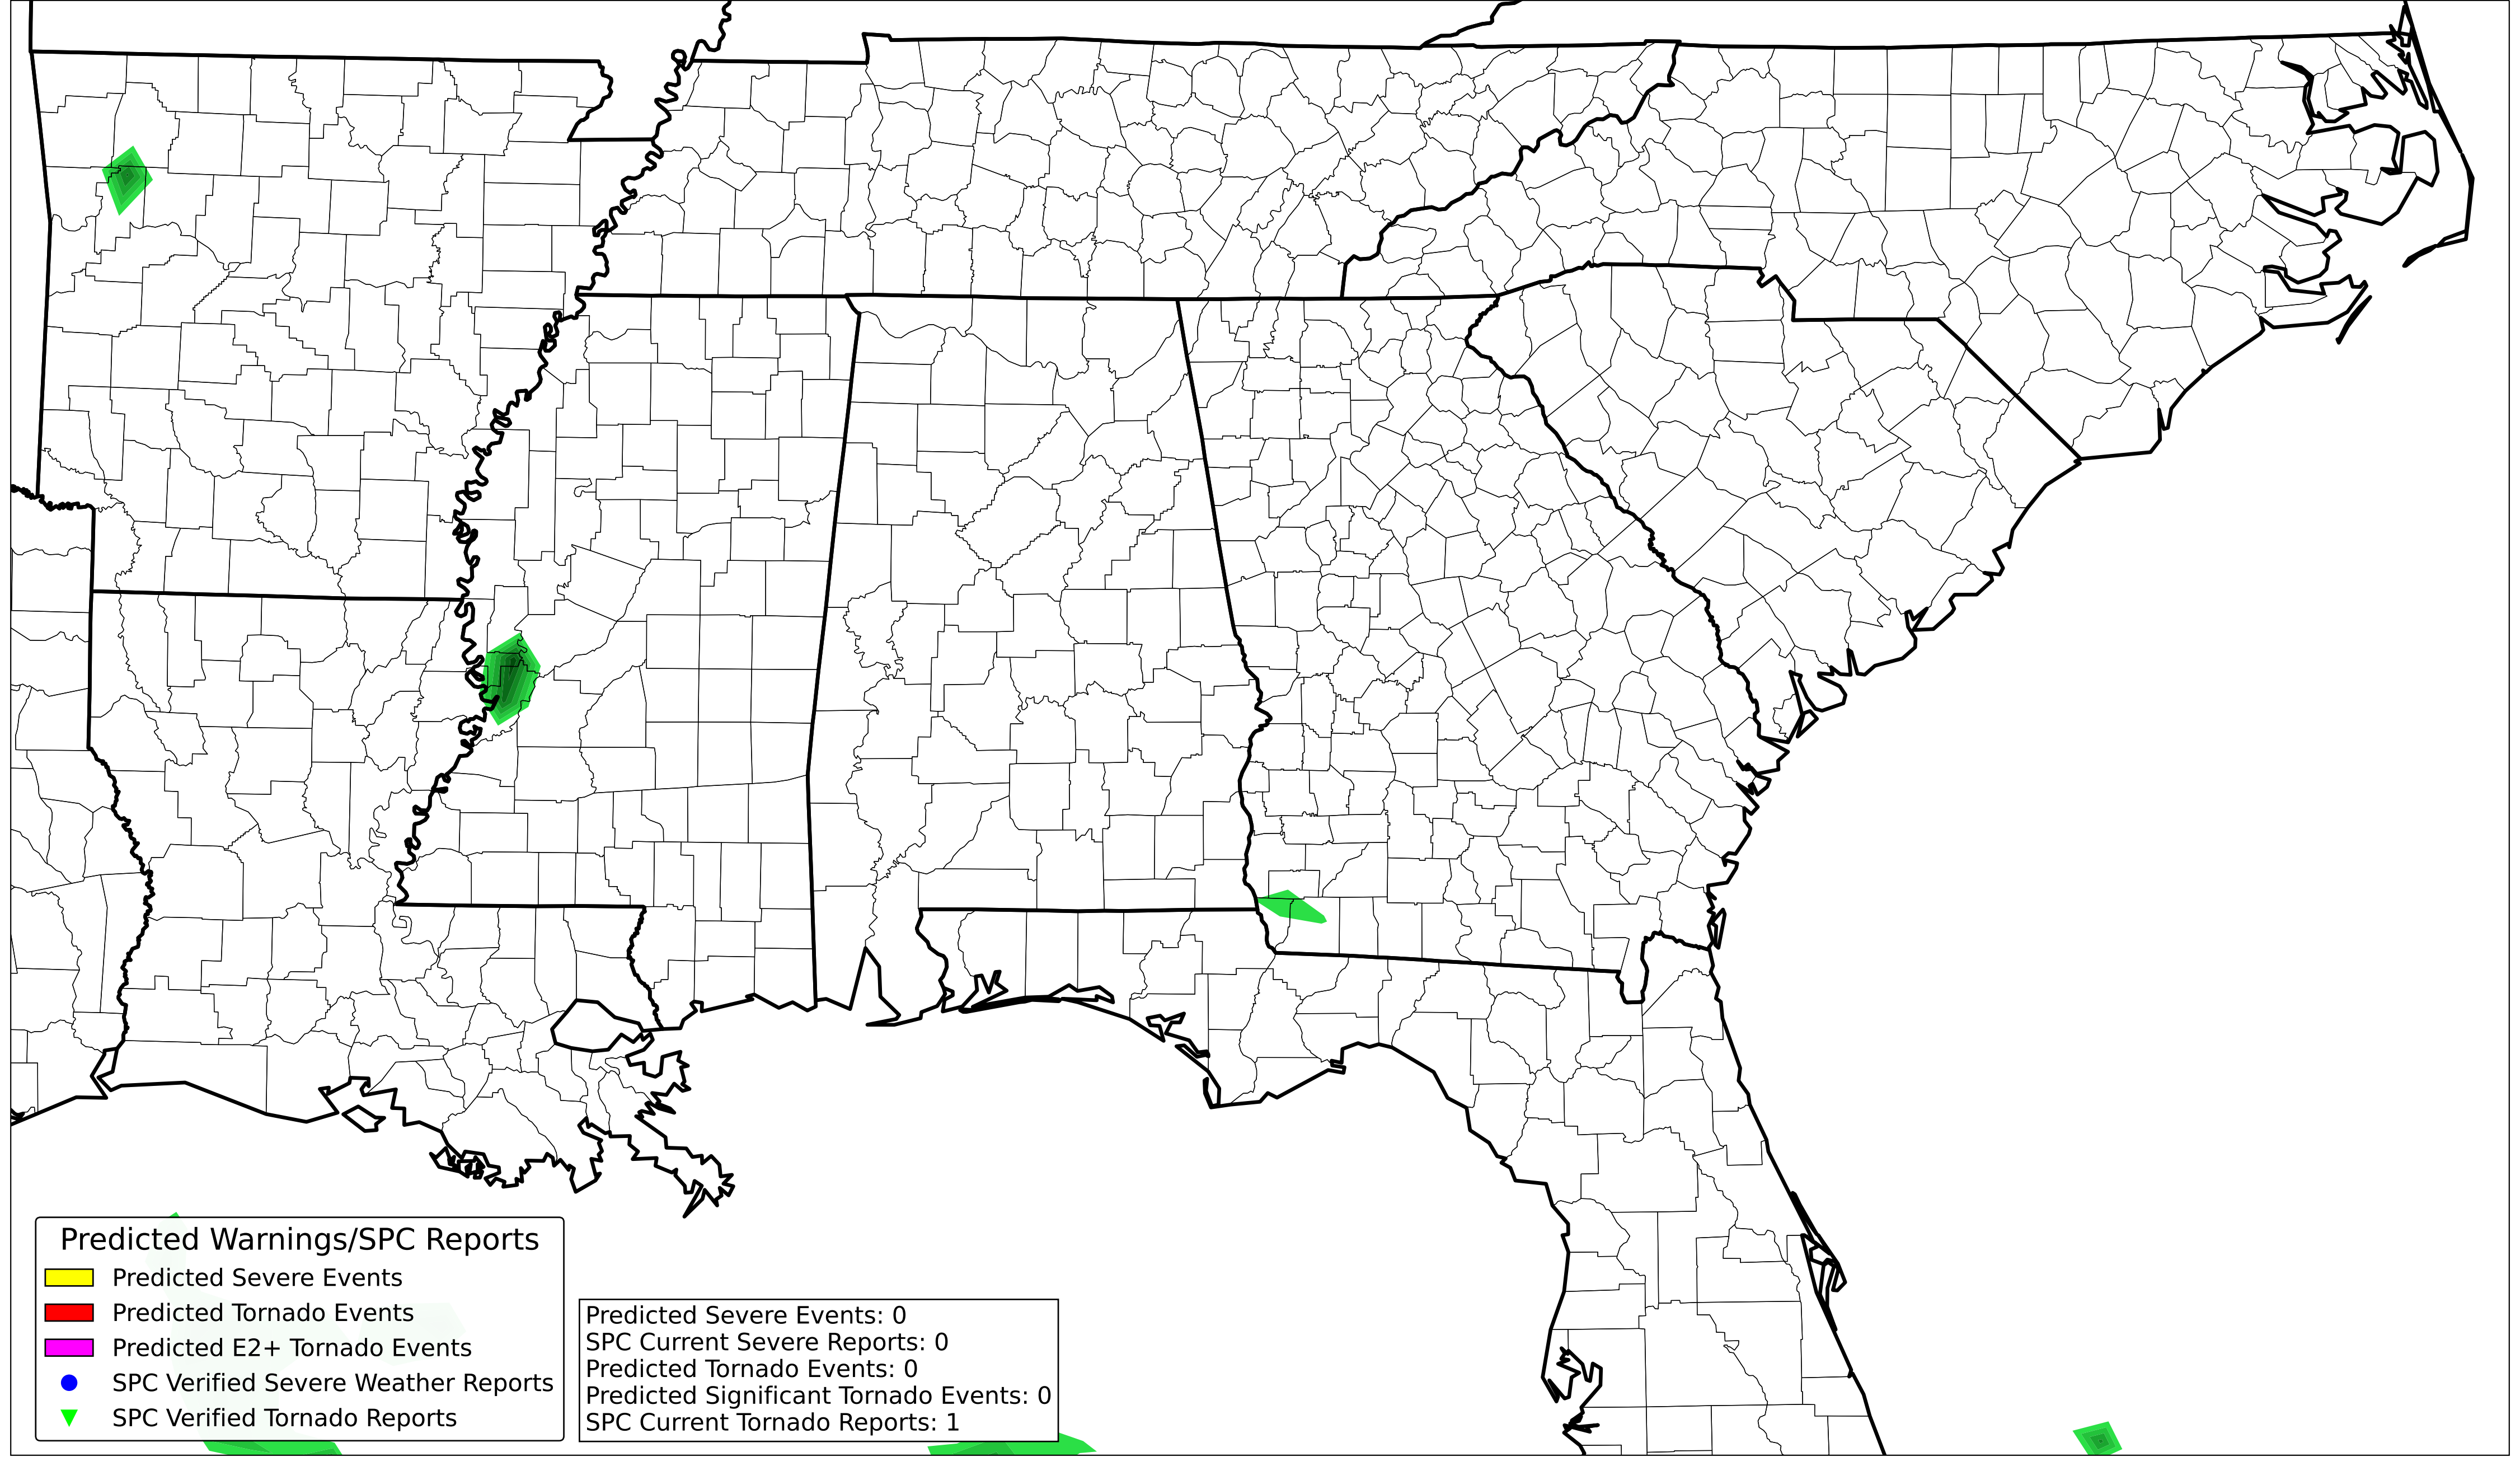 Predicted Warnings/SPC Reports
Predicted Severe Events
Predicted Tornado Events
Predicted E2+ Tornado Events
SPC Verified Severe Weather Reports
SPC Verified Tornado Reports
Predicted Severe Events: 0
SPC Current Severe Reports: 0
Predicted Tornado Events: 0
Predicted Significant Tornado Events: 0
SPC Current Tornado Reports: 1